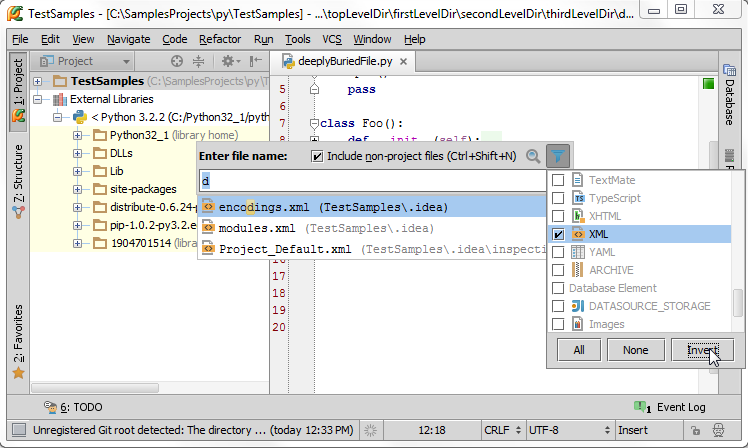 TestSamples - [C:\SamplesProjects\py\TestSamples] - ...\topLevelDir\firstLevelDir\secondLevelDir\thirdLevelDir\d...
File Edit View Navigate Code Refactor Run Tools VCS Window Help
1: Project
Z: Structure
2: Favorites
Project
TestSamples (C:\SamplesProjects\py\T
External Libraries
< Python 3.2.2 (C:/Python32_1/pyth
Python32_1 (library home)
DLLs
Lib
site-packages
distribute-0.6.24-
pip-1.0.2-py3.2.e
1904701514 (libra
deeplyBuriedFile.py
5 pass
6
7 class Foo():
8 def __init__(self):
Enter file name: Include non-project files (Ctrl+Shift+N)
d
encodings.xml (TestSamples\.idea)
modules.xml (TestSamples\.idea)
Project_Default.xml (TestSamples\.idea\inspecti
16
17
18
19
20
TextMate
TypeScript
XHTML
XML
YAML
ARCHIVE
Database Element
DATASOURCE_STORAGE
Images
All None Invert
Database
6: TODO
1 Event Log
Unregistered Git root detected: The directory ... (today 12:33 PM)
12:18 CRLF UTF-8 Insert